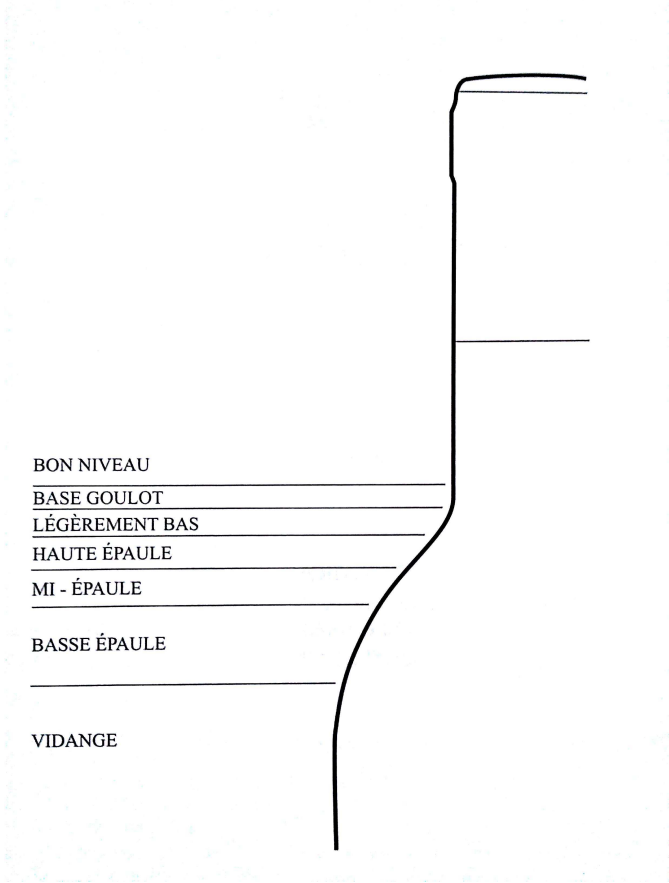 BON NIVEAU
BASE GOULOT
LÉGÈREMENT BAS
HAUTE ÉPAULE
MI - ÉPAULE
BASSE ÉPAULE
VIDANGE